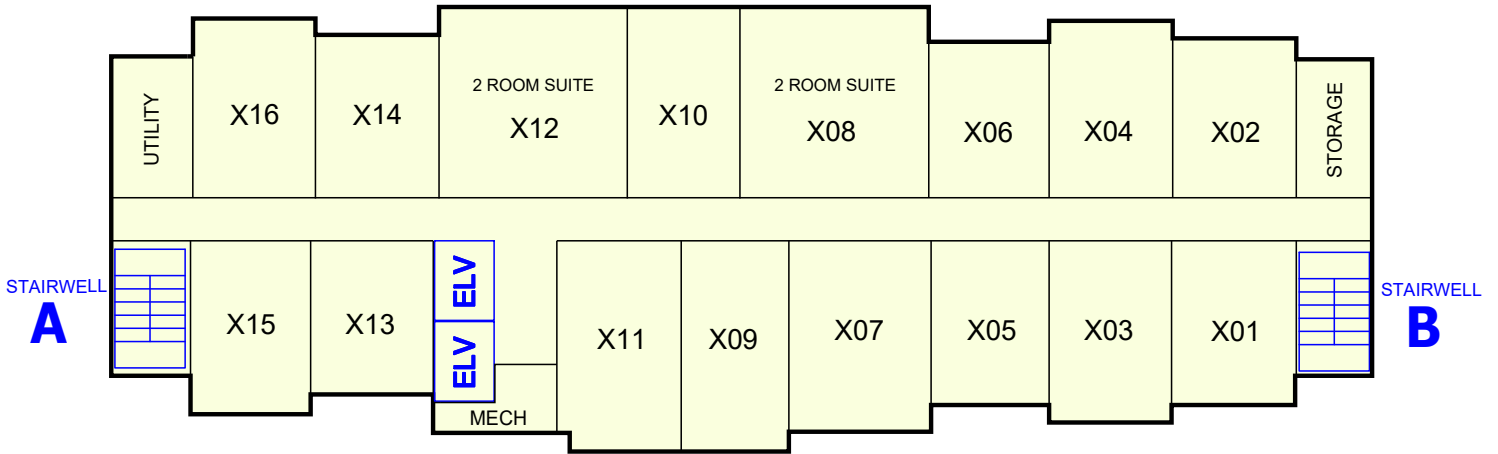 UTILITY
X16
X14
2 ROOM SUITE
X12
X10
2 ROOM SUITE
X08
X06
X04
X02
STORAGE
STAIRWELL
A
X15
X13
ELV
ELV
MECH
X11
X09
X07
X05
X03
X01
STAIRWELL
B